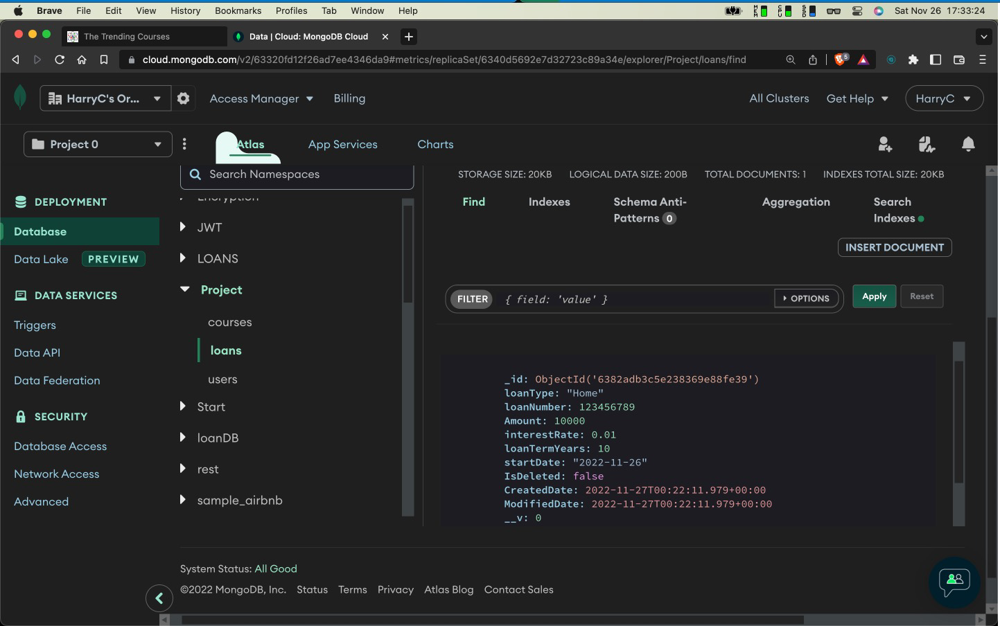 Brave File Edit View History Bookmarks Profiles Tab Window Help Sat Nov 26 17:33:24
The Trending Courses Data | Cloud: MongoDB Cloud
cloud.mongodb.com/v2/63320fd12f26ad7ee4346da9#metrics/replicaSet/6340d5692e7d32723c89a34e/explorer/Project/loans/find
HarryC's Or... Access Manager Billing All Clusters Get Help HarryC
Project 0 Atlas App Services Charts
Search Namespaces
STORAGE SIZE: 20KB LOGICAL DATA SIZE: 200B TOTAL DOCUMENTS: 1 INDEXES TOTAL SIZE: 20KB
DEPLOYMENT
Database
Data Lake PREVIEW
DATA SERVICES
Triggers
Data API
Data Federation
SECURITY
Database Access
Network Access
Advanced
Encryption
JWT
LOANS
Project
courses
loans
users
Start
loanDB
rest
sample_airbnb
Find Indexes Schema Anti-Patterns 0 Aggregation Search Indexes
INSERT DOCUMENT
FILTER { field: 'value' } OPTIONS Apply Reset
_id: ObjectId('6382adb3c5e238369e88fe39')
loanType: "Home"
loanNumber: 123456789
Amount: 10000
interestRate: 0.01
loanTermYears: 10
startDate: "2022-11-26"
IsDeleted: false
CreatedDate: 2022-11-27T00:22:11.979+00:00
ModifiedDate: 2022-11-27T00:22:11.979+00:00
__v: 0
System Status: All Good
©2022 MongoDB, Inc. Status Terms Privacy Atlas Blog Contact Sales